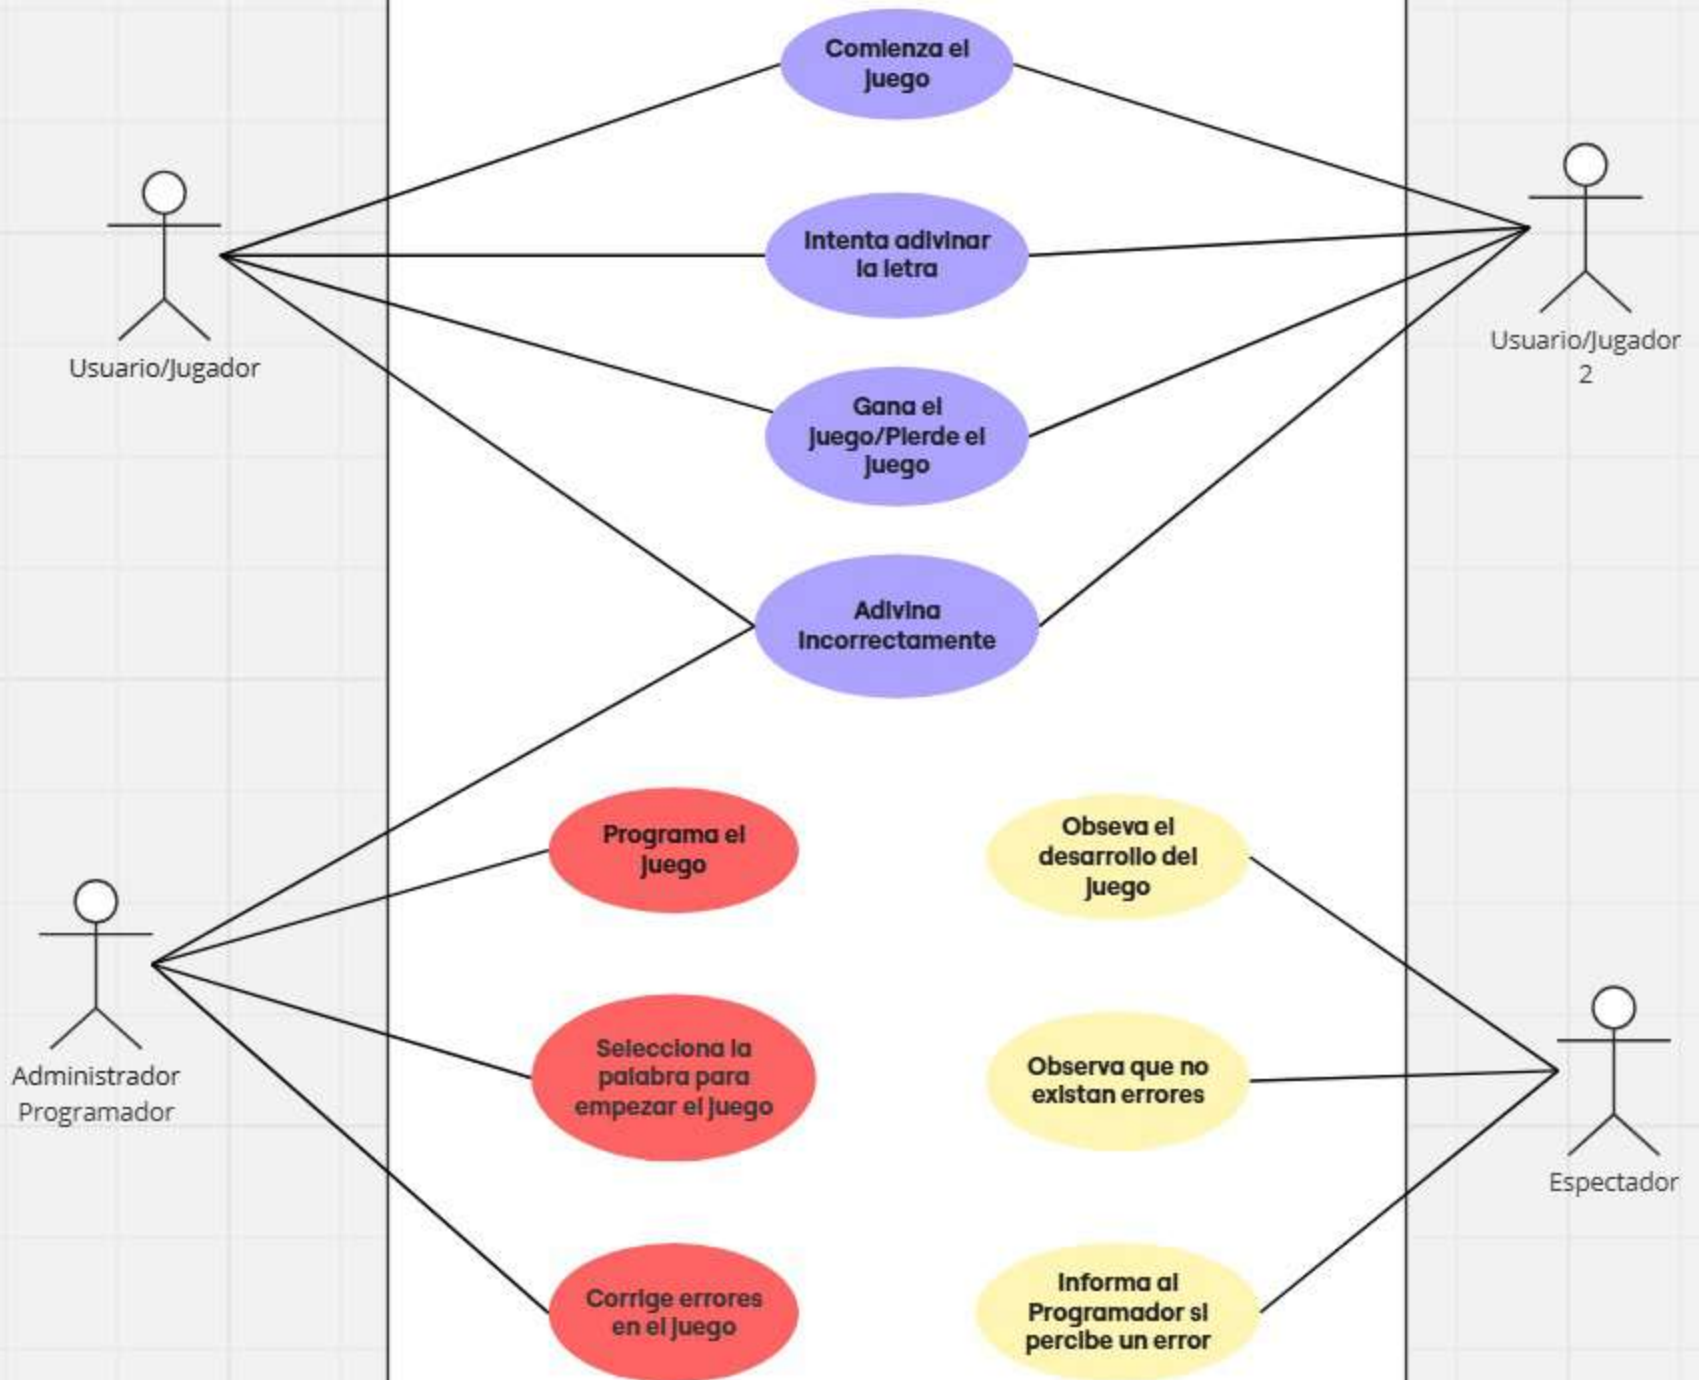 Comienza el
juego
Intenta adivinar
la letra
Usuario/Jugador
Usuario/Jugador
2
Gana el
juego/Pierde el
juego
Adivina
Incorrectamente
Programa el
juego
Obseva el
desarrollo del
juego
Administrador
Programador
Selecciona la
palabra para
empezar el juego
Observa que no
existan errores
Espectador
Corrige errores
en el juego
Informa al
Programador si
percibe un error